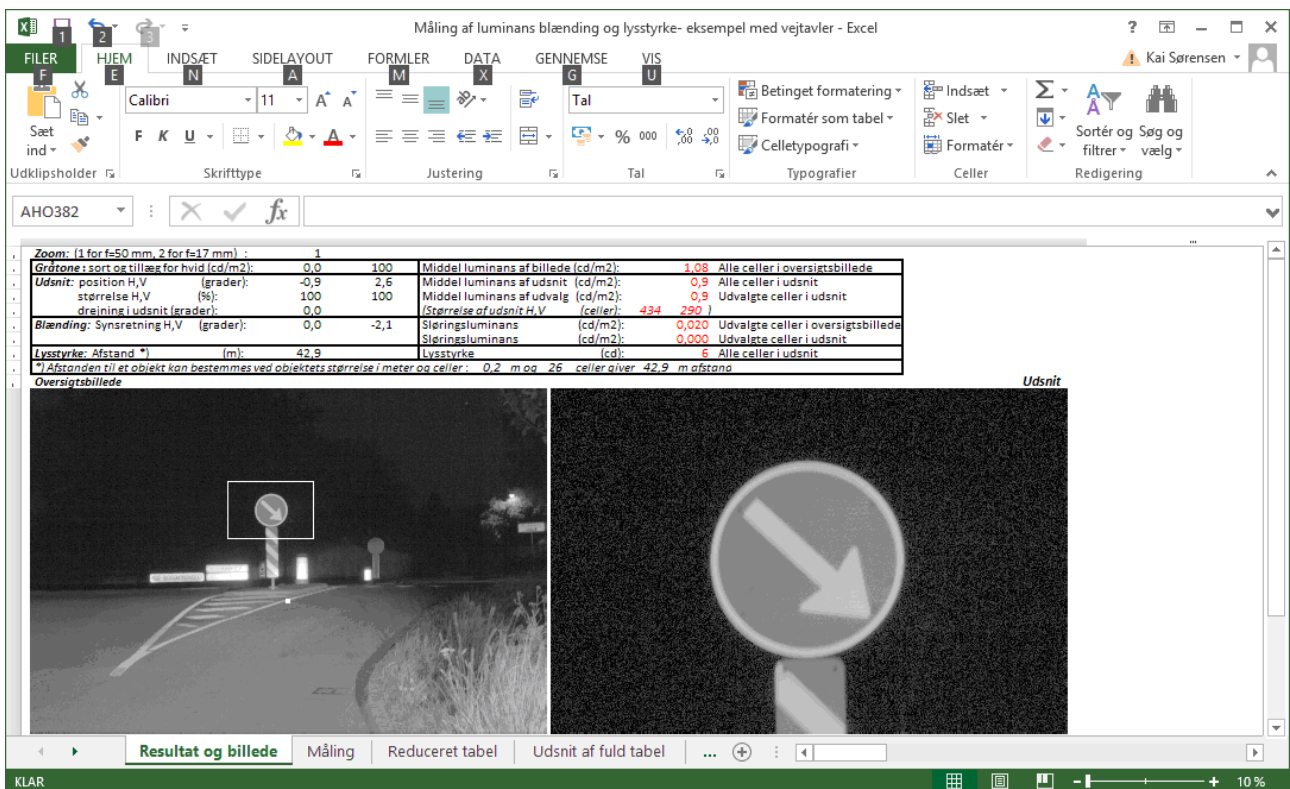 Måling af luminans blænding og lysstyrke- eksempel med vejtavler - Excel
1 2 3
FILER HJEM INDSÆT SIDELAYOUT FORMLER DATA GENNEMSE VIS Kai Sørensen
F E N A M X G U
Calibri 11 A A Tal Betinget formatering Indsæt Σ A
Sæt ind F K U A % 000 ,00 Formatér som tabel Slet Sortér og filtrer Søg og vælg
Celletypografi Formatér
Udklipsholder Skrifttype Justering Tal Typografier Celler Redigering
AHO382 fx
Zoom: (1 for f=50 mm, 2 for f=17 mm) : 1
Gråtone : sort og tillæg for hvid (cd/m2): 0,0 100 Middel luminans af billede (cd/m2): 1,08 Alle celler i oversigtsbillede
Udsnit: position H,V (grader): -0,9 2,6 Middel luminans af udsnit (cd/m2): 0,9 Alle celler i udsnit
størrelse H,V (%): 100 100 Middel luminans af udvalg (cd/m2): 0,9 Udvalgte celler i udsnit
drejning i udsnit (grader): 0,0 (Størrelse af udsnit H,V (celler): 434 290 )
Blænding: Synsretning H,V (grader): 0,0 -2,1 Sløringsluminans (cd/m2): 0,020 Udvalgte celler i oversigtsbillede
Sløringsluminans (cd/m2): 0,000 Udvalgte celler i udsnit
Lysstyrke: Afstand *) (m): 42,9 Lysstyrke (cd): 6 Alle celler i udsnit
*) Afstanden til et objekt kan bestemmes ved objektets størrelse i meter og celler : 0,2 m og 26 celler giver 42,9 m afstand
Oversigtsbillede Udsnit
Resultat og billede Måling Reduceret tabel Udsnit af fuld tabel ...
KLAR 10 %